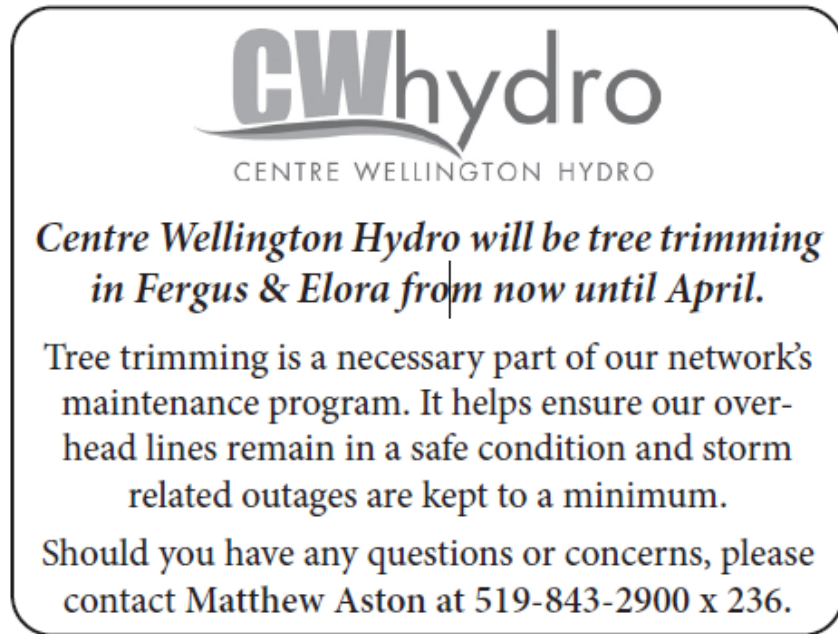 CWhydro
CENTRE WELLINGTON HYDRO
Centre Wellington Hydro will be tree trimming
in Fergus & Elora from now until April.
Tree trimming is a necessary part of our network's
maintenance program. It helps ensure our over-
head lines remain in a safe condition and storm
related outages are kept to a minimum.
Should you have any questions or concerns, please
contact Matthew Aston at 519-843-2900 x 236.